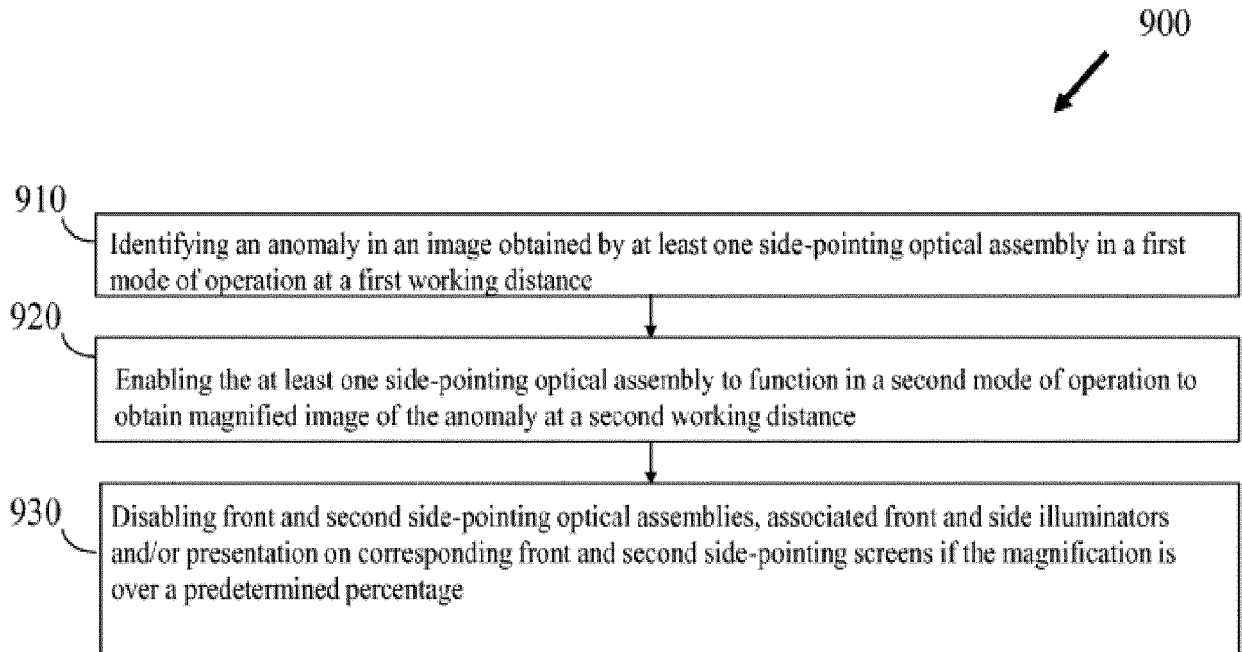 900
910
Identifying an anomaly in an image obtained by at least one side-pointing optical assembly in a first
mode of operation at a first working distance
920
Enabling the at least one side-pointing optical assembly to function in a second mode of operation to
obtain magnified image of the anomaly at a second working distance
930
Disabling front and second side-pointing optical assemblies, associated front and side illuminators
and/or presentation on corresponding front and second side-pointing screens if the magnification is
over a predetermined percentage